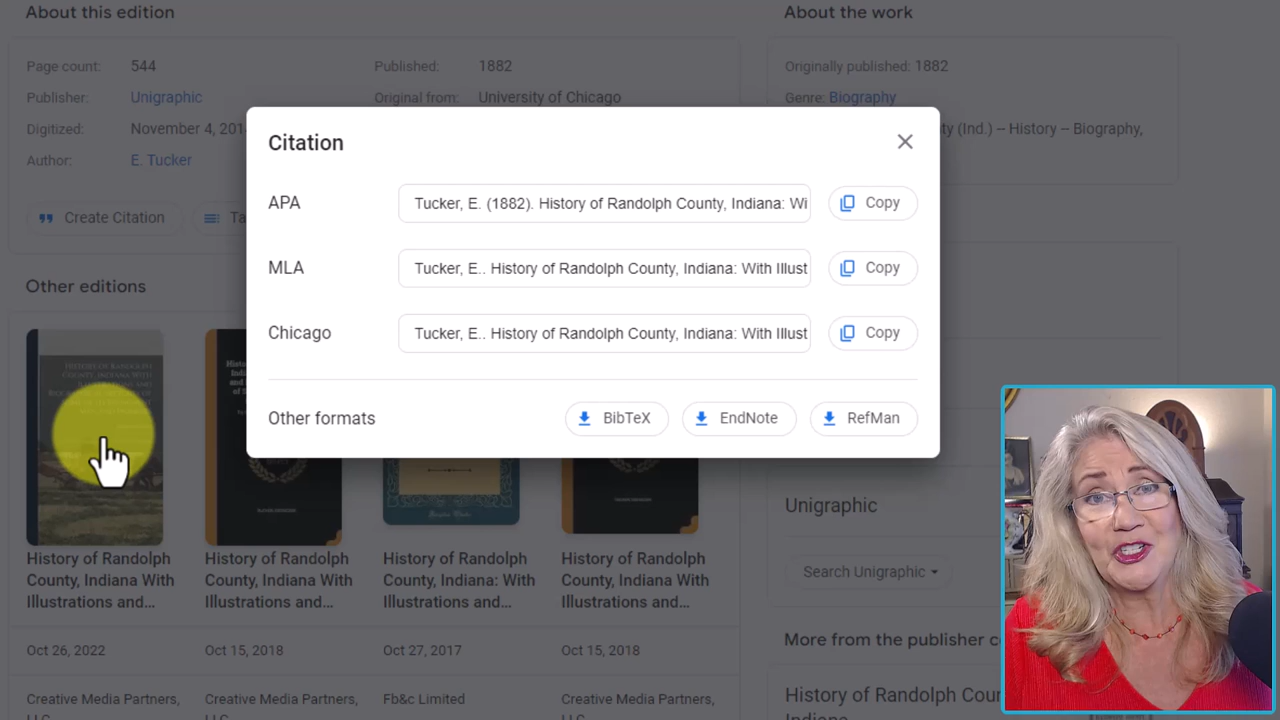 About this edition
About the work
Page count: 544
Published: 1882
Originally published: 1882
Publisher: Unigraphic
Original from: University of Chicago
Genre: Biography
Digitized: November 4, 201
ty (Ind.) -- History -- Biography,
Author: E. Tucker
Create Citation
Ta
Citation
APA
Tucker, E. (1882). History of Randolph County, Indiana: Wi
Copy
MLA
Tucker, E.. History of Randolph County, Indiana: With Illust
Copy
Chicago
Tucker, E.. History of Randolph County, Indiana: With Illust
Copy
Other formats
BibTeX
EndNote
RefMan
Other editions
History of Randolph
County, Indiana With
Illustrations and...
Oct 26, 2022
Creative Media Partners,
History of Randolph
County, Indiana With
Illustrations and...
Oct 15, 2018
Creative Media Partners,
History of Randolph
County, Indiana: With
Illustrations and...
Oct 27, 2017
Fb&c Limited
History of Randolph
County, Indiana With
Illustrations and...
Oct 15, 2018
Creative Media Partners,
Unigraphic
Search Unigraphic
More from the publisher c
History of Randolph Cou
Indiana